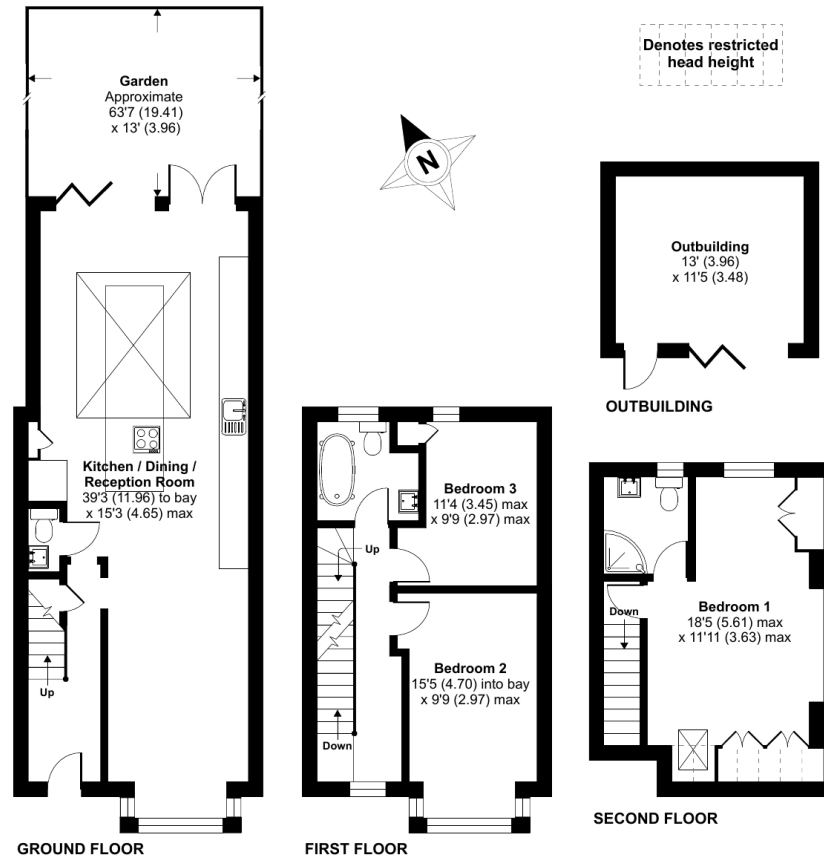 Denotes restricted
head height
Garden
Approximate
63'7 (19.41)
x 13' (3.96)
N
Outbuilding
13' (3.96)
x 11'5 (3.48)
OUTBUILDING
Kitchen / Dining /
Reception Room
39'3 (11.96) to bay
x 15'3 (4.65) max
Up
GROUND FLOOR
Bedroom 3
11'4 (3.45) max
x 9'9 (2.97) max
Up
Bedroom 2
15'5 (4.70) into bay
x 9'9 (2.97) max
Down
FIRST FLOOR
Down
Bedroom 1
18'5 (5.61) max
x 11'11 (3.63) max
SECOND FLOOR